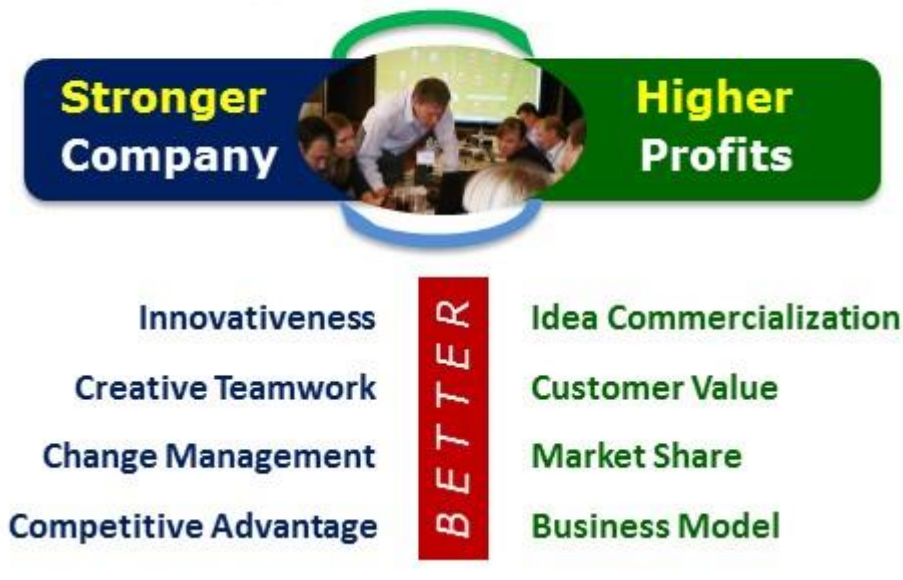 Stronger
Company
Higher
Profits
BETTER
Innovativeness
Creative Teamwork
Change Management
Competitive Advantage
Idea Commercialization
Customer Value
Market Share
Business Model